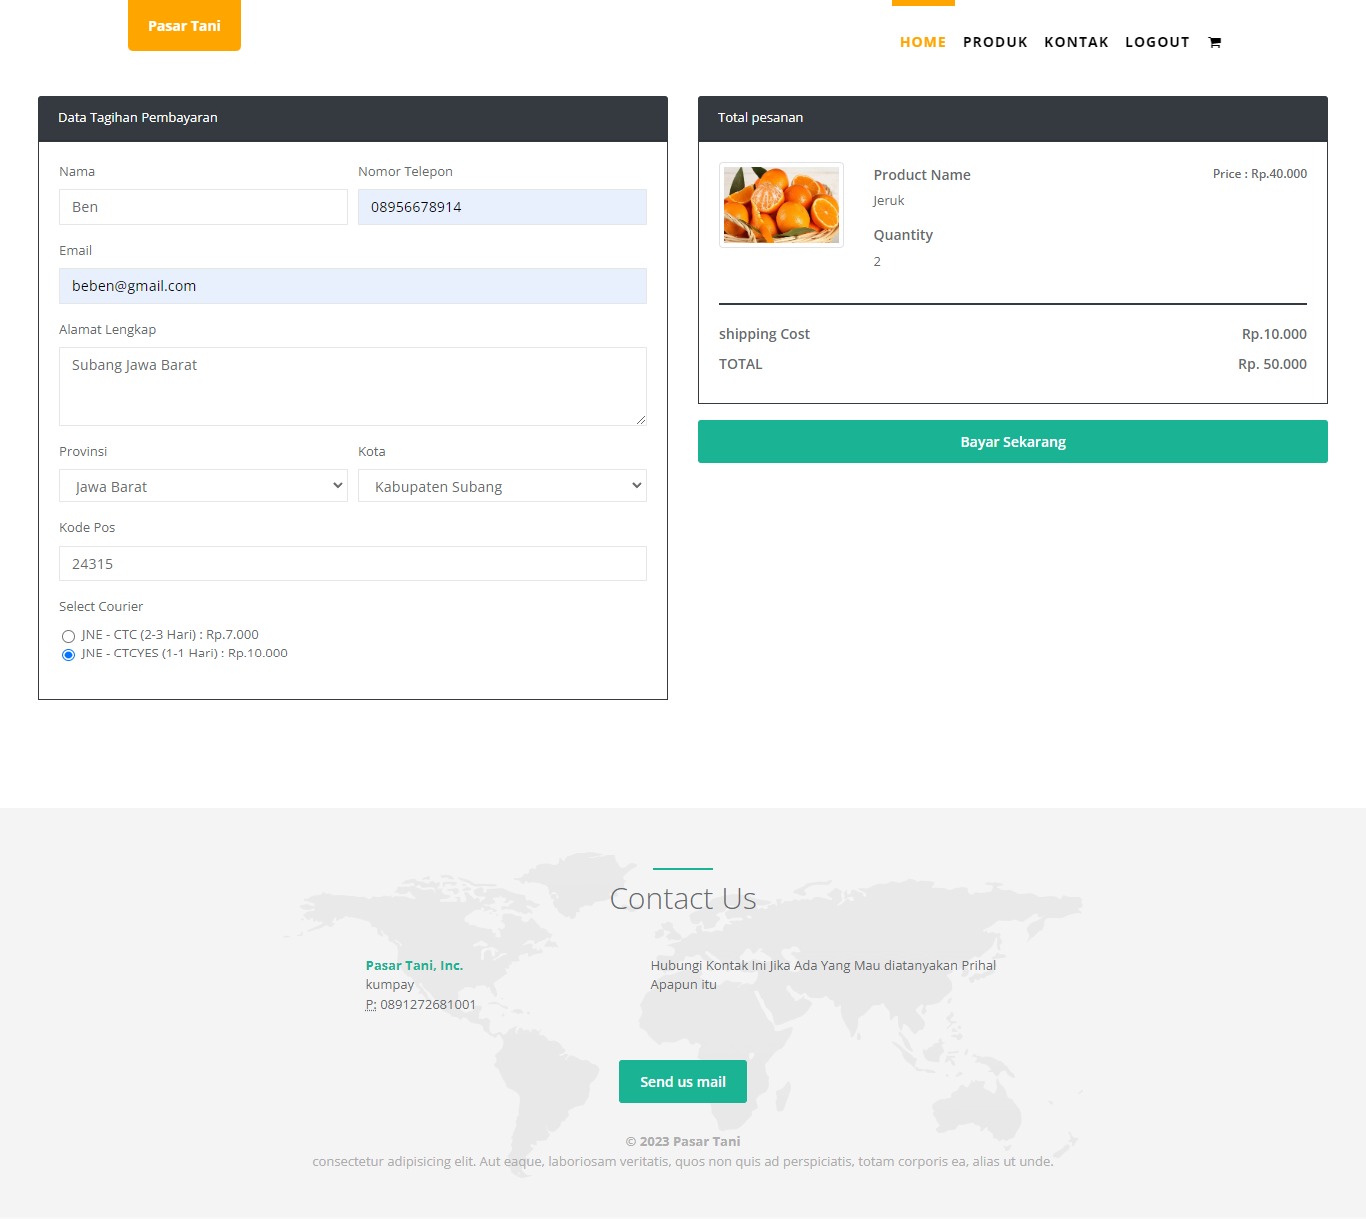 Pasar Tani
HOME PRODUK KONTAK LOGOUT
Data Tagihan Pembayaran
Nama
Nomor Telepon
Ben
08956678914
Email
beben@gmail.com
Alamat Lengkap
Subang Jawa Barat
Provinsi
Kota
Jawa Barat
Kabupaten Subang
Kode Pos
24315
Select Courier
JNE - CTC (2-3 Hari) : Rp.7.000
JNE - CTCYES (1-1 Hari) : Rp.10.000
Total pesanan
Product Name
Price : Rp.40.000
Jeruk
Quantity
2
shipping Cost
Rp.10.000
TOTAL
Rp. 50.000
Bayar Sekarang
Contact Us
Pasar Tani, Inc.
kumpay
P: 0891272681001
Hubungi Kontak Ini Jika Ada Yang Mau diatanyakan Prihal
Apapun itu
Send us mail
© 2023 Pasar Tani
consectetur adipisicing elit. Aut eaque, laboriosam veritatis, quos non quis ad perspiciatis, totam corporis ea, alias ut unde.